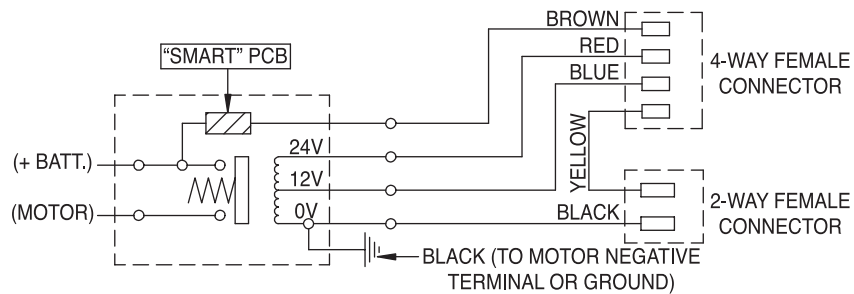 BROWN
"SMART" PCB
RED
4-WAY FEMALE
CONNECTOR
BLUE
24V
(+ BATT.)
12V
YELLOW
(MOTOR)
0V
BLACK
2-WAY FEMALE
CONNECTOR
BLACK (TO MOTOR NEGATIVE
TERMINAL OR GROUND)